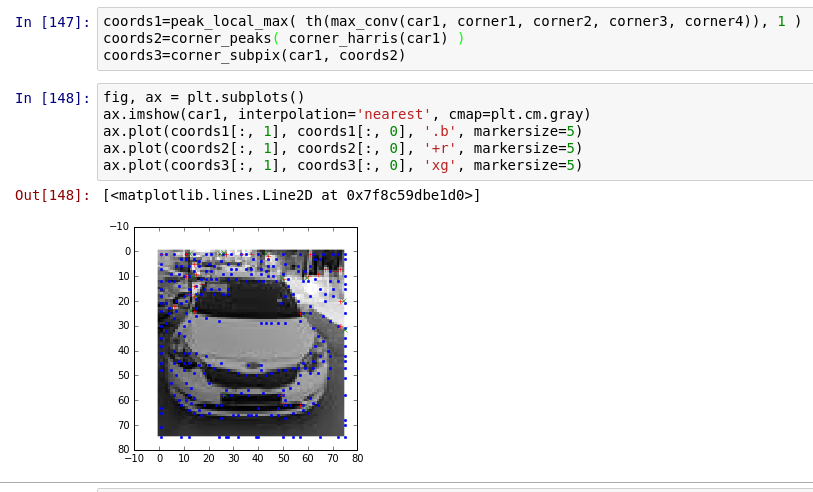 In [147]: coords1=peak_local_max( th(max_conv(car1, corner1, corner2, corner3, corner4)), 1 )
coords2=corner_peaks( corner_harris(car1) )
coords3=corner_subpix(car1, coords2)
In [148]: fig, ax = plt.subplots()
ax.imshow(car1, interpolation='nearest', cmap=plt.cm.gray)
ax.plot(coords1[:, 1], coords1[:, 0], '.b', markersize=5)
ax.plot(coords2[:, 1], coords2[:, 0], '+r', markersize=5)
ax.plot(coords3[:, 1], coords3[:, 0], 'xg', markersize=5)
Out[148]: [<matplotlib.lines.Line2D at 0x7f8c59dbe1d0>]
−10
0
10
20
30
40
50
60
70
80
−10 0 10 20 30 40 50 60 70 80